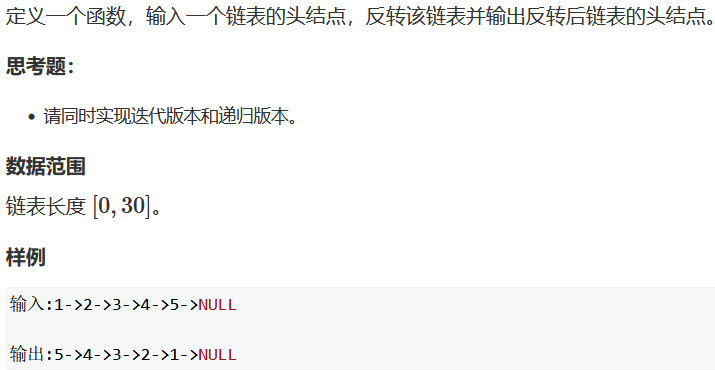 定义一个函数，输入一个链表的头结点，反转该链表并输出反转后链表的头结点。
思考题：
• 请同时实现迭代版本和递归版本。
数据范围
链表长度 [0, 30]。
样例
输入:1->2->3->4->5->NULL
输出:5->4->3->2->1->NULL